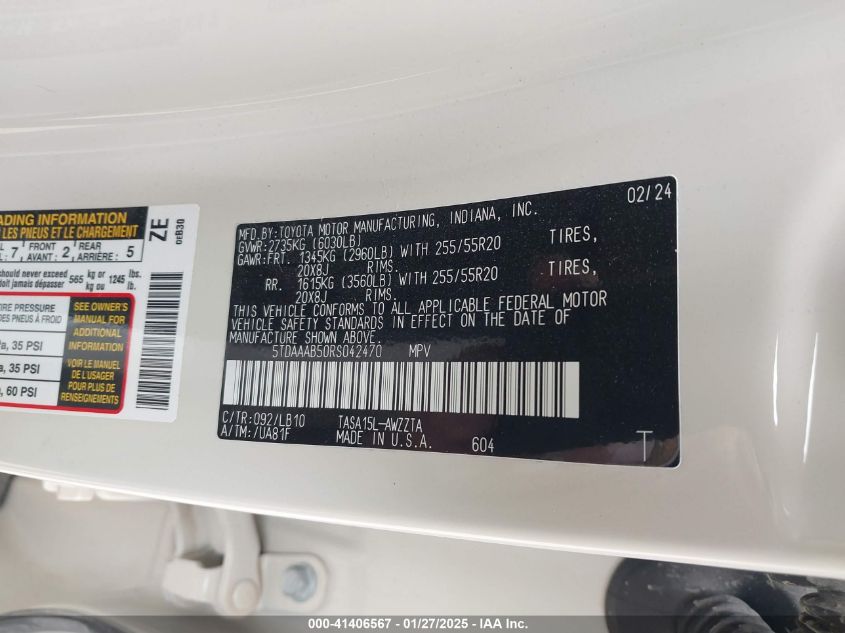 ADING INFORMATION
LES PNEUS ET LE CHARGEMENT
7 FRONT AVANT : 2 REAR ARRIÈRE : 5
should never exceed 565 kg or 1245 lbs.
doit jamais dépasser kg ou lb.
TIRE PRESSURE
DES PNEUS À FROID
35 PSI
35 PSI
60 PSI
SEE OWNER'S
MANUAL FOR
ADDITIONAL
INFORMATION
VOIR LE MANUEL
DE L'USAGER
POUR PLUS DE
RENSEIGNEMENTS
ZE
0EB30
02/24
MFD.BY:TOYOTA MOTOR MANUFACTURING, INDIANA, INC.
GVWR:2735KG (6030LB)
GAWR:FRT. 1345KG (2960LB) WITH 255/55R20 TIRES,
20X8J RIMS.
RR. 1615KG (3560LB) WITH 255/55R20 TIRES,
20X8J RIMS.
THIS VEHICLE CONFORMS TO ALL APPLICABLE FEDERAL MOTOR
VEHICLE SAFETY STANDARDS IN EFFECT ON THE DATE OF
MANUFACTURE SHOWN ABOVE.
5TDAAAB50RS042470 MPV
C/TR:092/LB10 TASA15L-AWZZTA
A/TM:/UA81F MADE IN U.S.A. 604
T
000-41406567 — 01/27/2025 — IAA Inc.